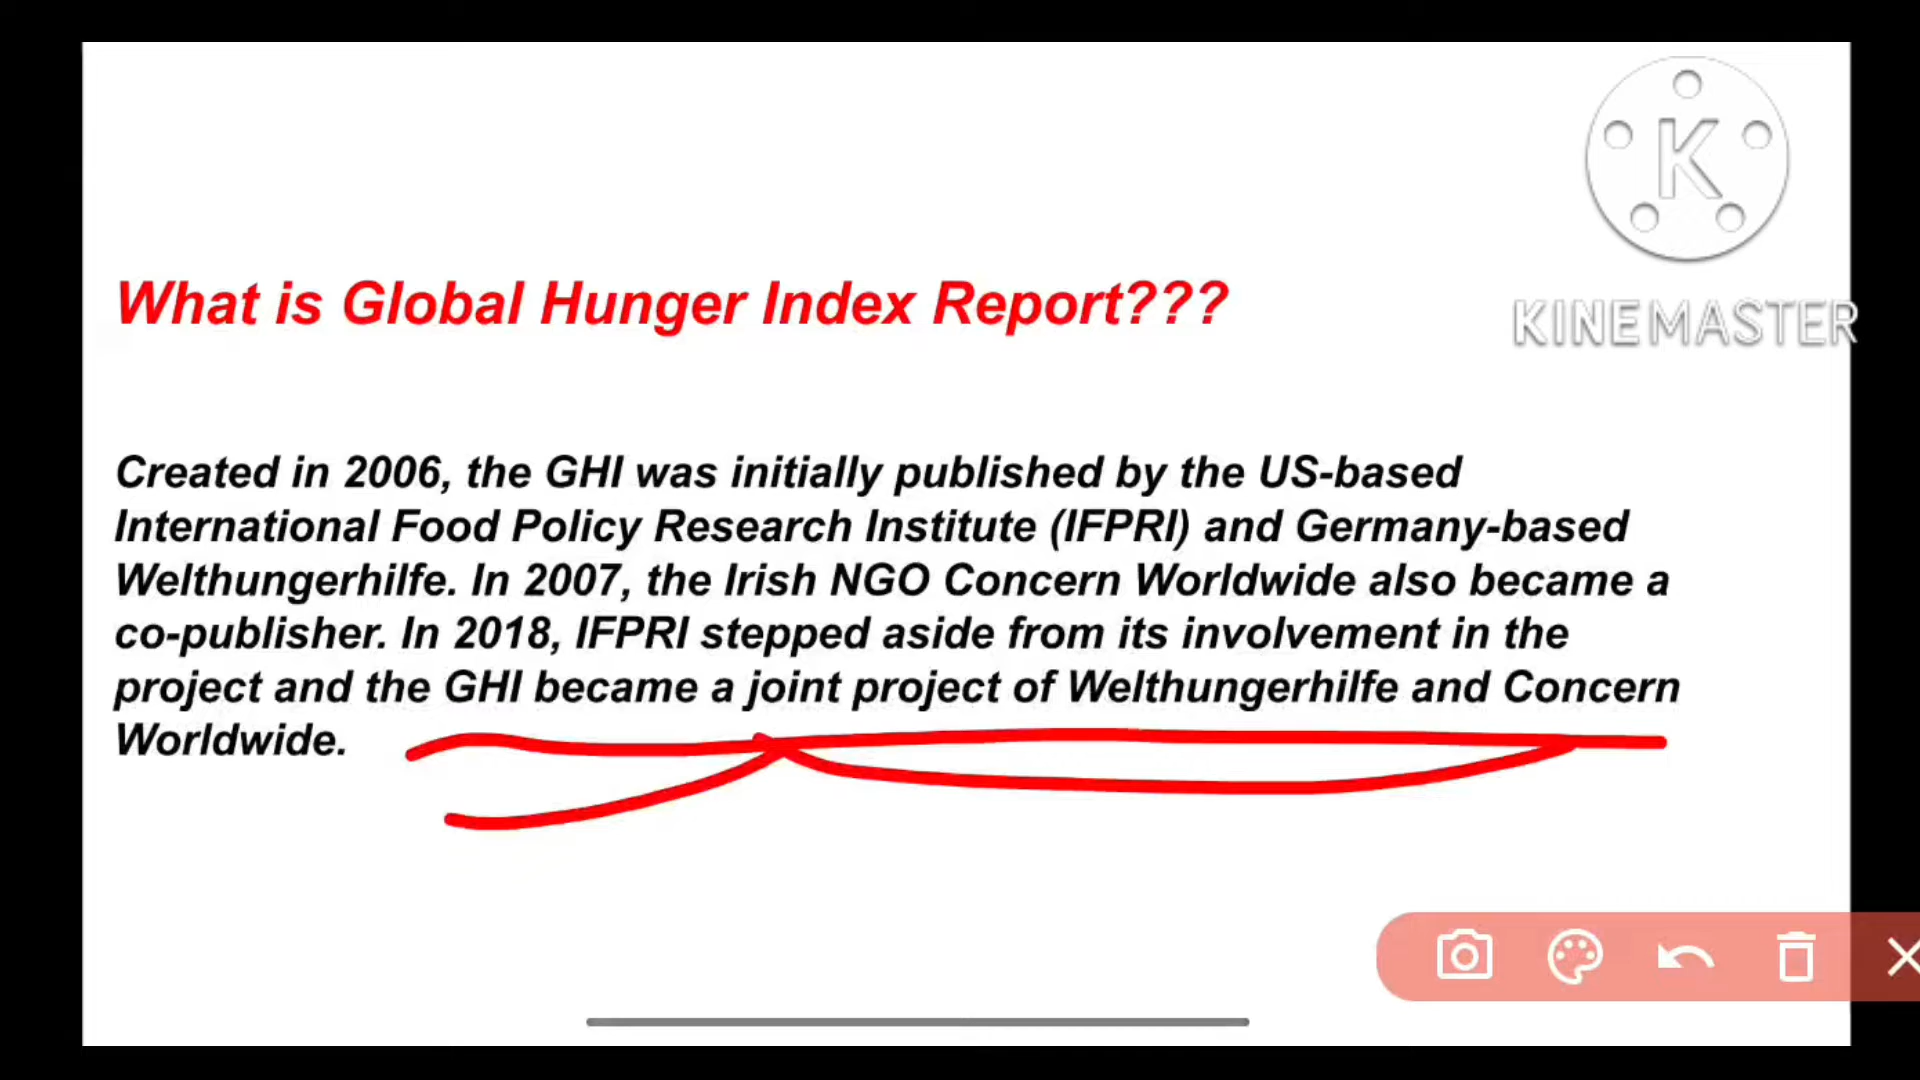 K
KINEMASTER
What is Global Hunger Index Report???
Created in 2006, the GHI was initially published by the US-based
International Food Policy Research Institute (IFPRI) and Germany-based
Welthungerhilfe. In 2007, the Irish NGO Concern Worldwide also became a
co-publisher. In 2018, IFPRI stepped aside from its involvement in the
project and the GHI became a joint project of Welthungerhilfe and Concern
Worldwide.